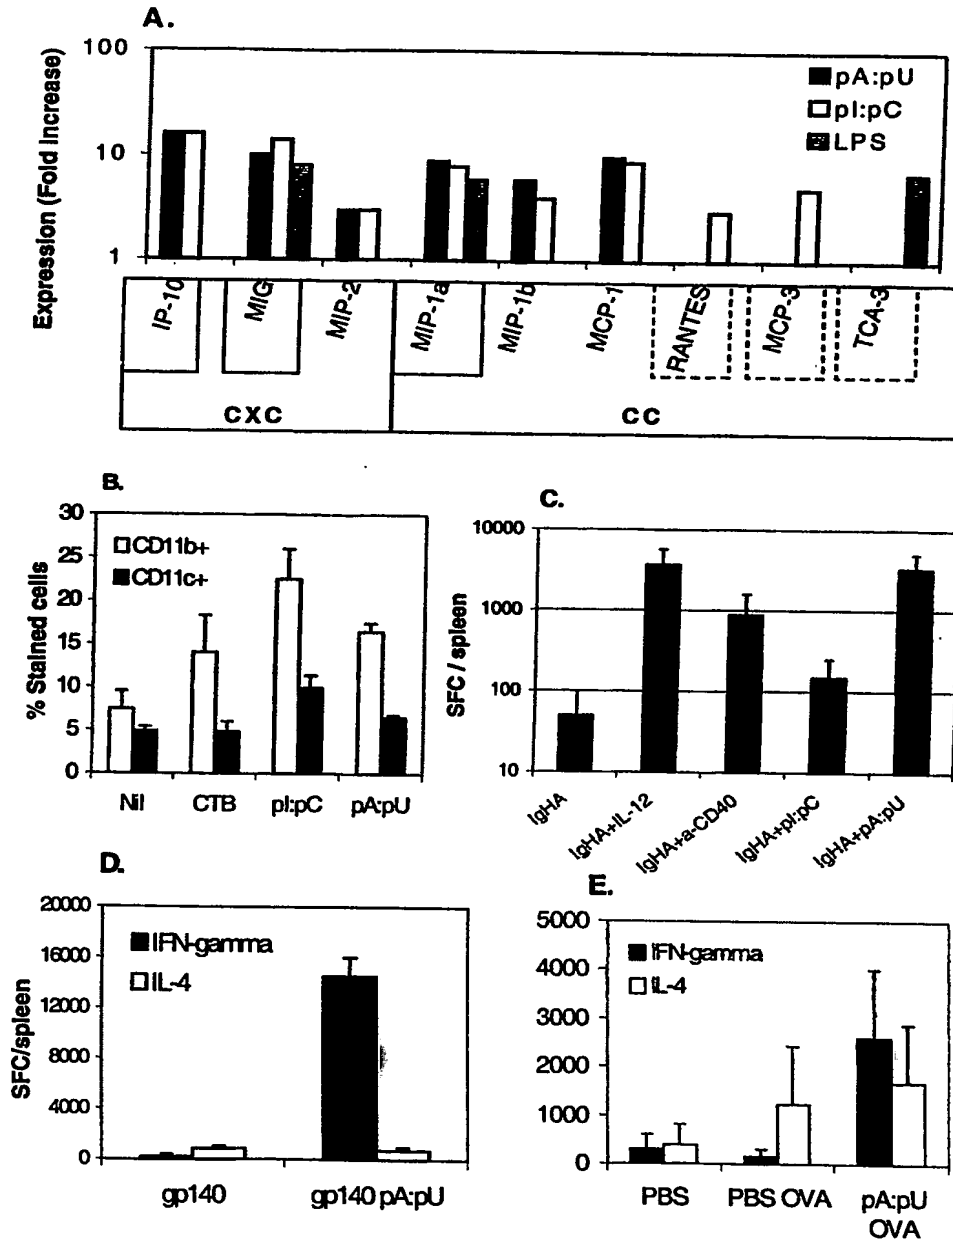 A.
Expression (Fold Increase)
100
10
1
pA:pU
pI:pC
LPS
IP-10
MIG
MIP-2
MIP-1a
MIP-1b
MCP-1
RANTES
MCP-3
TCA-3
CXC
CC
B.
% Stained cells
30
25
20
15
10
5
0
CD11b+
CD11c+
Nil
CTB
pI:pC
pA:pU
C.
SFC / spleen
10000
1000
100
10
IgHA
IgHA+IL-12
IgHA+a-CD40
IgHA+pI:pC
IgHA+pA:pU
D.
SFC/spleen
20000
16000
12000
8000
4000
0
IFN-gamma
IL-4
gp140
gp140 pA:pU
E.
5000
4000
3000
2000
1000
0
IFN-gamma
IL-4
PBS
PBS OVA
pA:pU
OVA